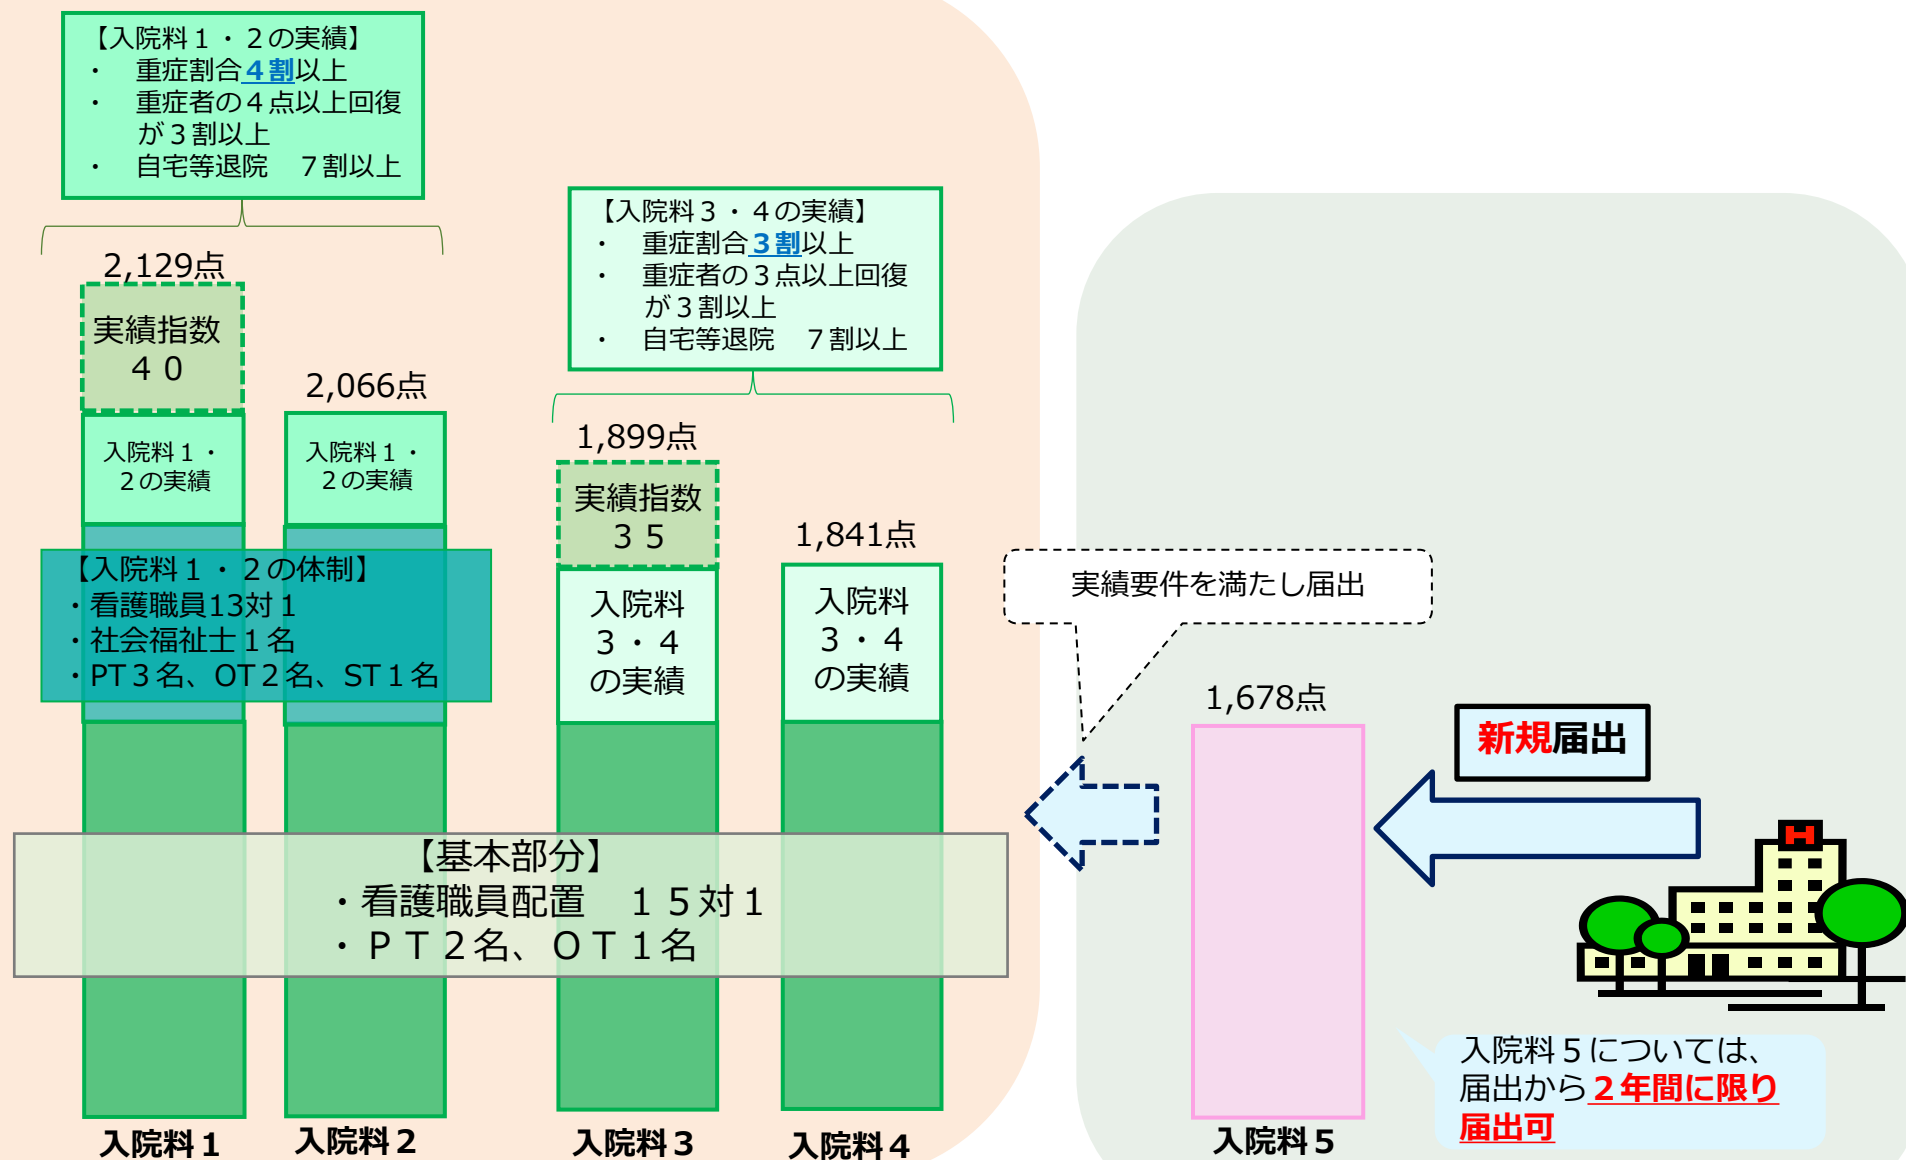 【入院料１・２の実績】
・　重症割合４割以上
・　重症者の４点以上回復
が３割以上
・　自宅等退院　７割以上
【入院料３・４の実績】
・　重症割合３割以上
・　重症者の３点以上回復
が３割以上
・　自宅等退院　７割以上
2,129点
実績指数
４０
入院料１・
２の実績
2,066点
入院料１・
２の実績
【入院料１・２の体制】
・看護職員13対１
・社会福祉士１名
・PT３名、OT２名、ST１名
1,899点
実績指数
３５
入院料
３・４
の実績
1,841点
入院料
３・４
の実績
実績要件を満たし届出
1,678点
新規届出
H
【基本部分】
・看護職員配置　１５対１
・ＰＴ２名、ＯＴ１名
入院料５については、
届出から２年間に限り
届出可
入院料１
入院料２
入院料３
入院料４
入院料５